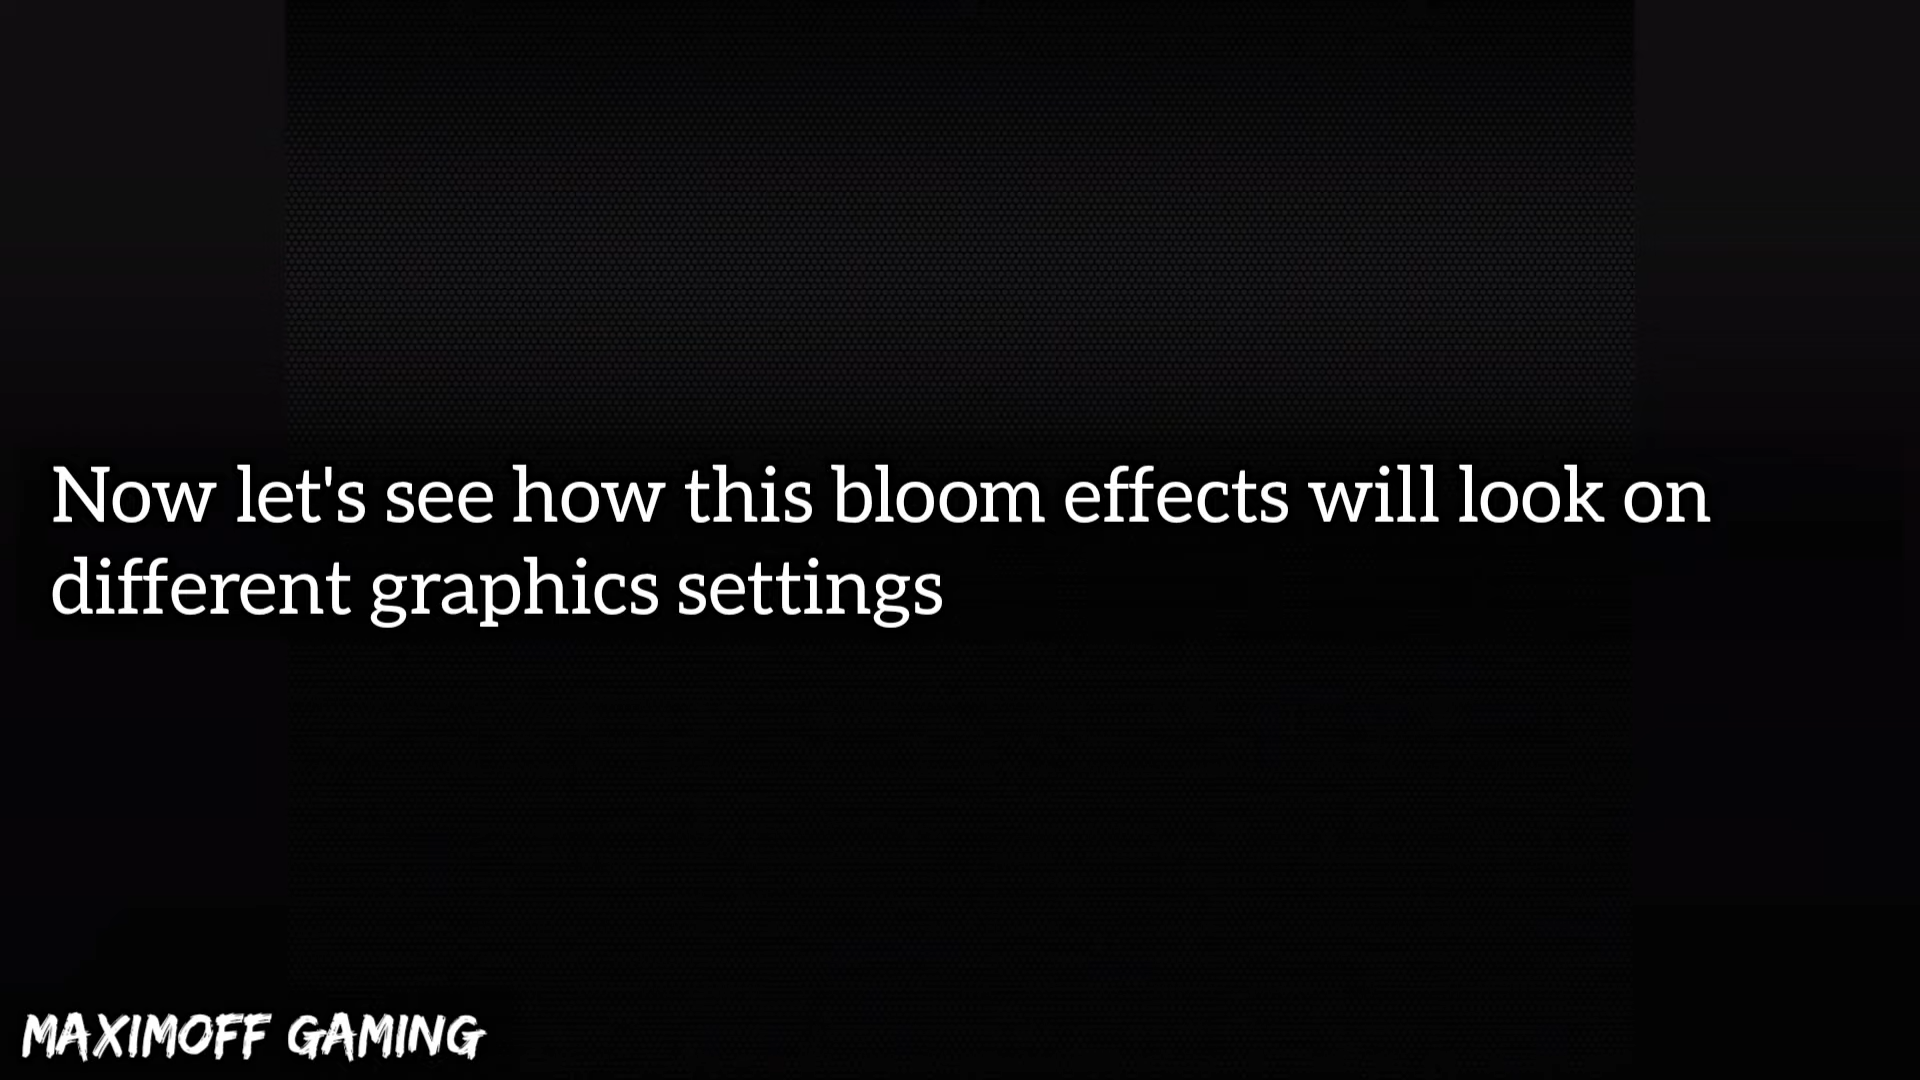 Now let's see how this bloom effects will look on
different graphics settings
MAXIMOFF GAMING